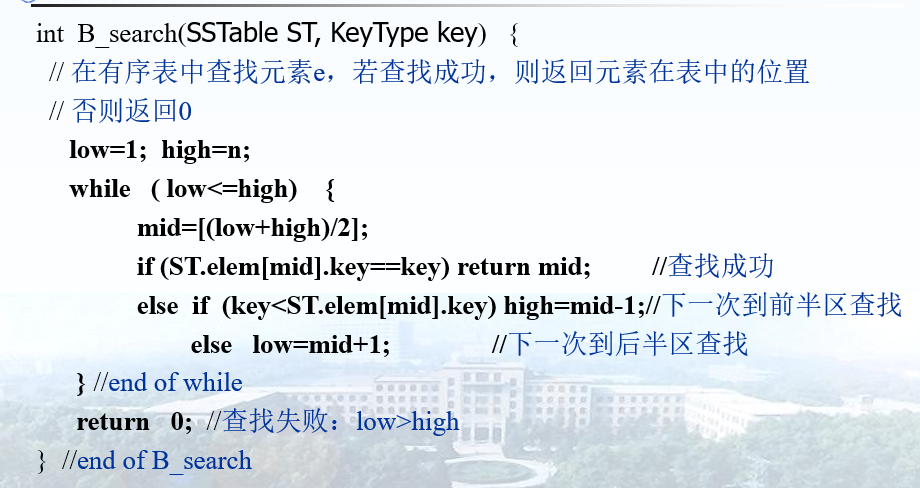 int B_search(SSTable ST, KeyType key) {
// 在有序表中查找元素e，若查找成功，则返回元素在表中的位置
// 否则返回0
low=1; high=n;
while ( low<=high) {
mid=[(low+high)/2];
if (ST.elem[mid].key==key) return mid; //查找成功
else if (key<ST.elem[mid].key) high=mid-1;//下一次到前半区查找
else low=mid+1; //下一次到后半区查找
} //end of while
return 0; //查找失败：low>high
} //end of B_search